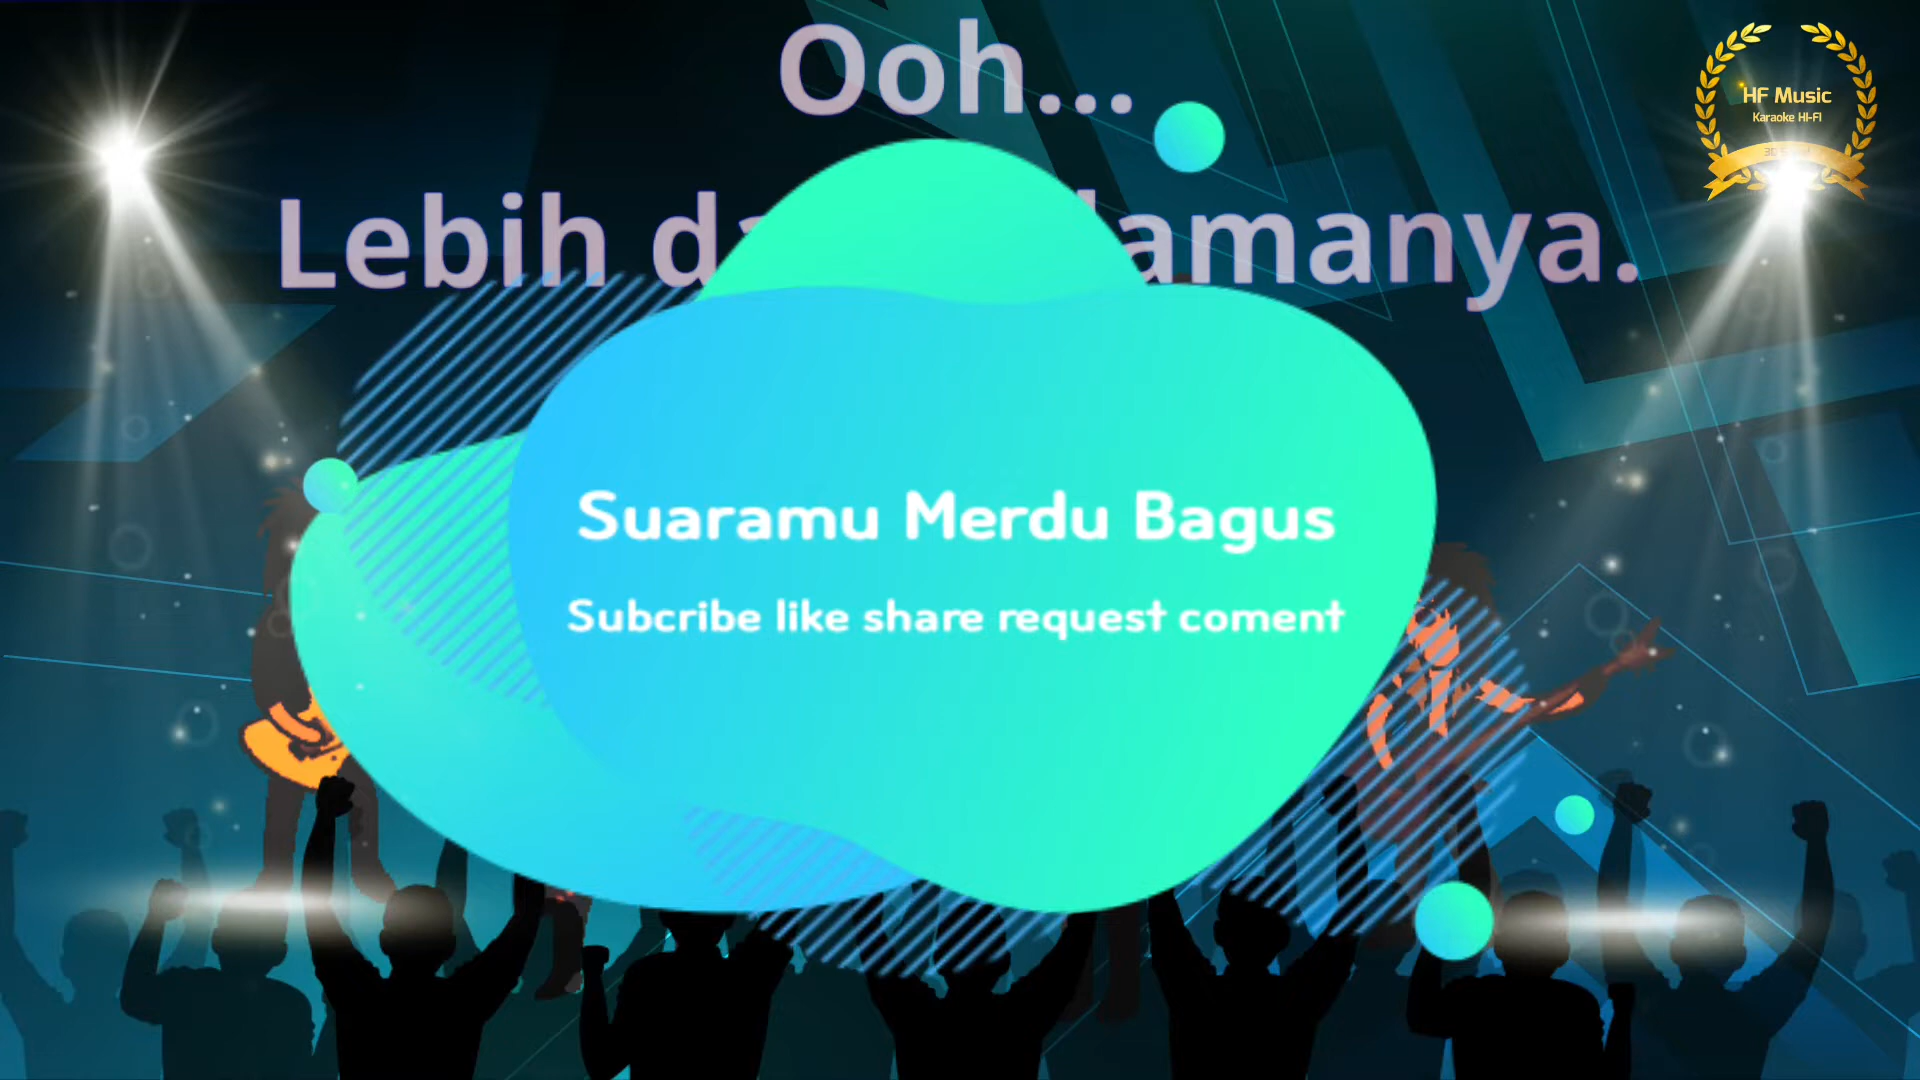 Ooh...
Lebih amanya.
HF Music
Karaoke HI-FI
Suaramu Merdu Bagus
Subcribe like share request coment